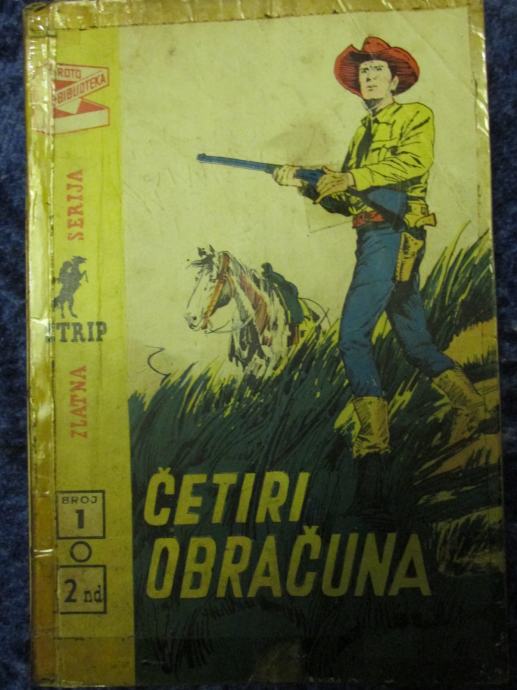 ROTO
BIBLIOTEKA
ZLATNA SERIJA
STRIP
BROJ
1
2 nd
ČETIRI
OBRAČUNA